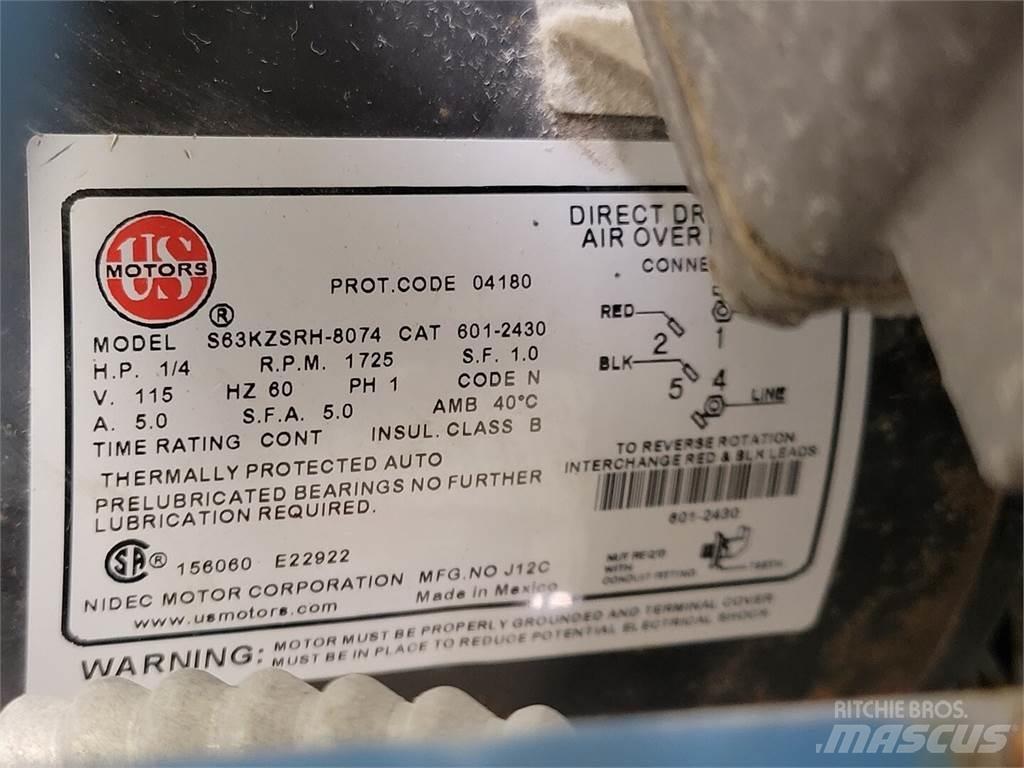 US
MOTORS
®
PROT.CODE 04180
MODEL S63KZSRH-8074 CAT 601-2430
H.P. 1/4 R.P.M. 1725 S.F. 1.0
V. 115 HZ 60 PH 1 CODE N
A. 5.0 S.F.A. 5.0 AMB 40°C
TIME RATING CONT INSUL. CLASS B
THERMALLY PROTECTED AUTO
PRELUBRICATED BEARINGS NO FURTHER
LUBRICATION REQUIRED.
SA ® 156060 E22922
NIDEC MOTOR CORPORATION MFG.NO J12C
www.usmotors.com Made in Mexico
DIRECT DR
AIR OVER
CONNE
RED
2 1
BLK
5 4
LINE
TO REVERSE ROTATION
INTERCHANGE RED & BLK LEADS
601-2430
WITH
CONDUIT FITTING
WARNING: MOTOR MUST BE PROPERLY GROUNDED AND TERMINAL COVER
MUST BE IN PLACE TO REDUCE POTENTIAL ELECTRICAL SHOCK
RITCHIE BROS.
MASCUS